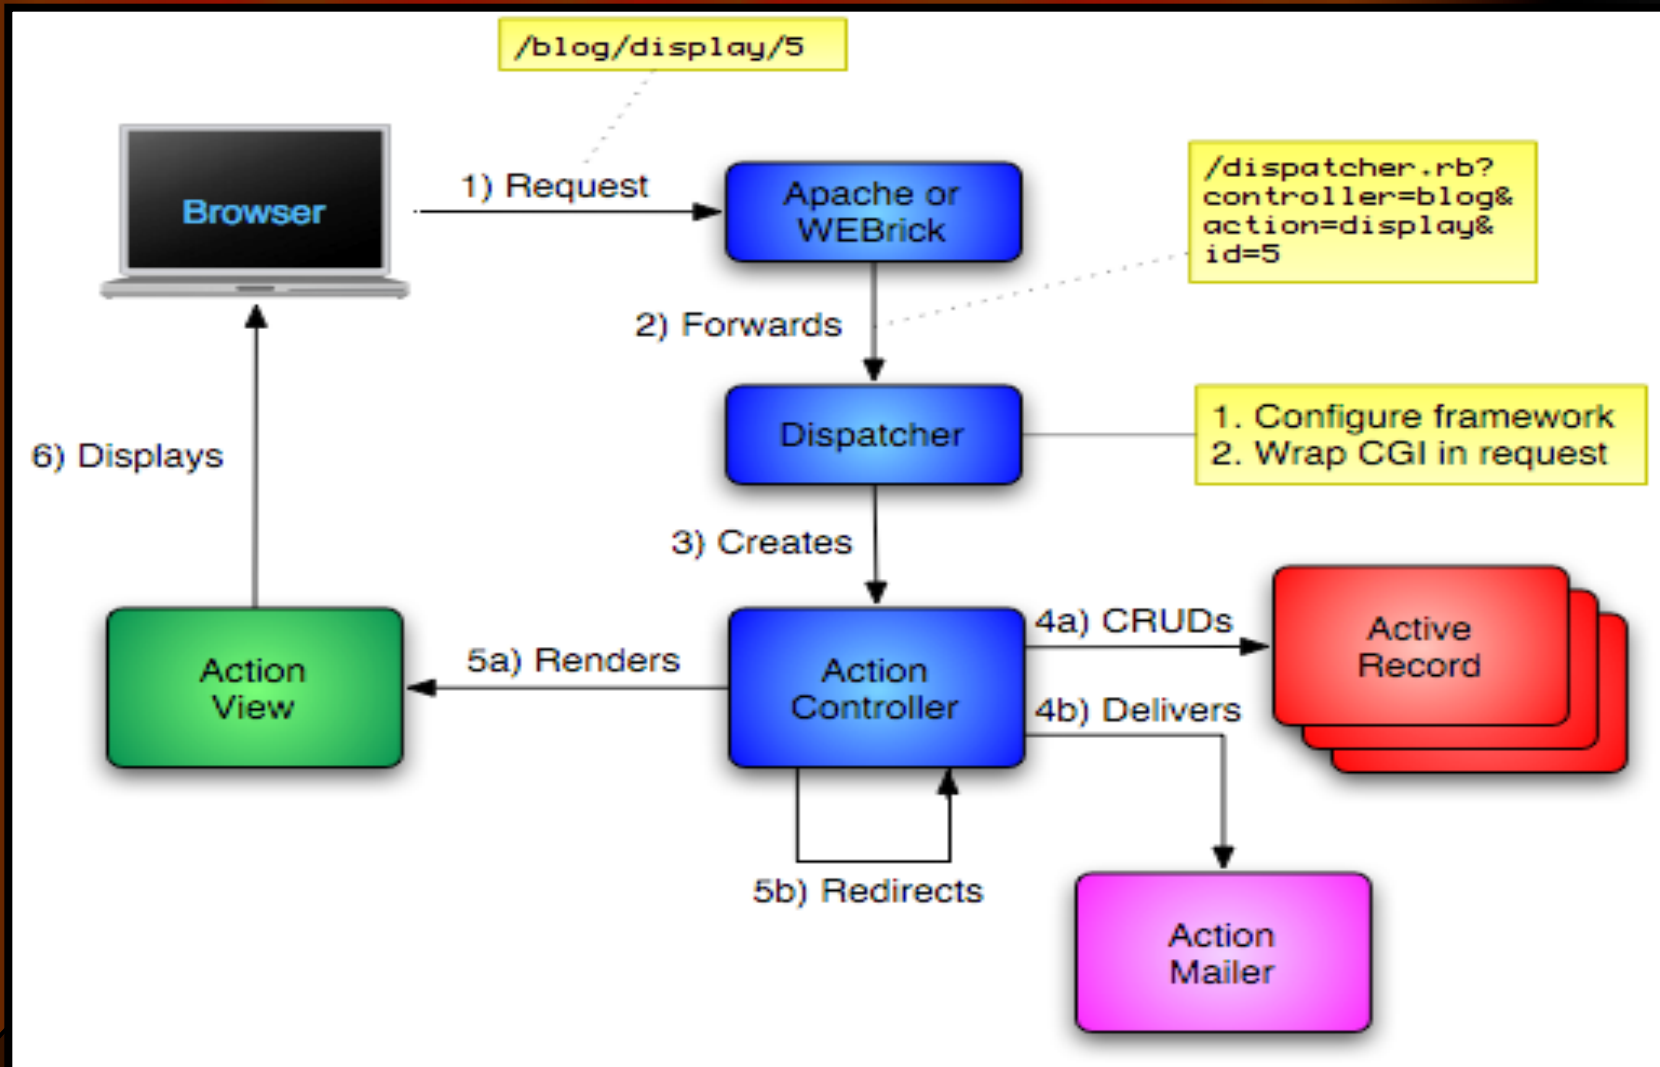 /blog/display/5
Browser
1) Request
Apache or
WEBrick
/dispatcher.rb?
controller=blog&
action=display&
id=5
2) Forwards
Dispatcher
1. Configure framework
2. Wrap CGI in request
6) Displays
3) Creates
Action
View
5a) Renders
Action
Controller
4a) CRUDs
Active
Record
4b) Delivers
5b) Redirects
Action
Mailer